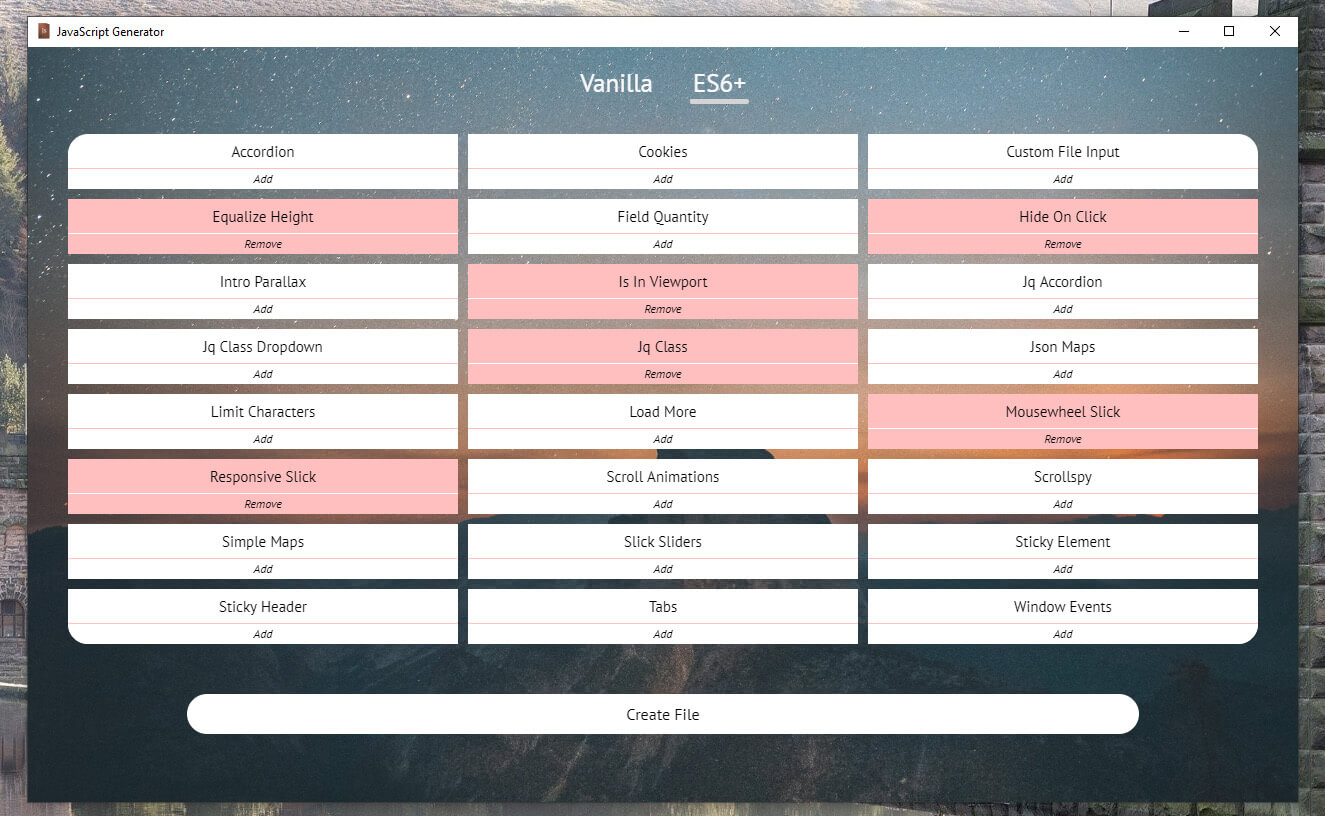 JavaScript Generator
Vanilla ES6+
Accordion Cookies Custom File Input
Add Add Add
Equalize Height Field Quantity Hide On Click
Remove Add Remove
Intro Parallax Is In Viewport Jq Accordion
Add Remove Add
Jq Class Dropdown Jq Class Json Maps
Add Remove Add
Limit Characters Load More Mousewheel Slick
Add Add Remove
Responsive Slick Scroll Animations Scrollspy
Remove Add Add
Simple Maps Slick Sliders Sticky Element
Add Add Add
Sticky Header Tabs Window Events
Add Add Add
Create File